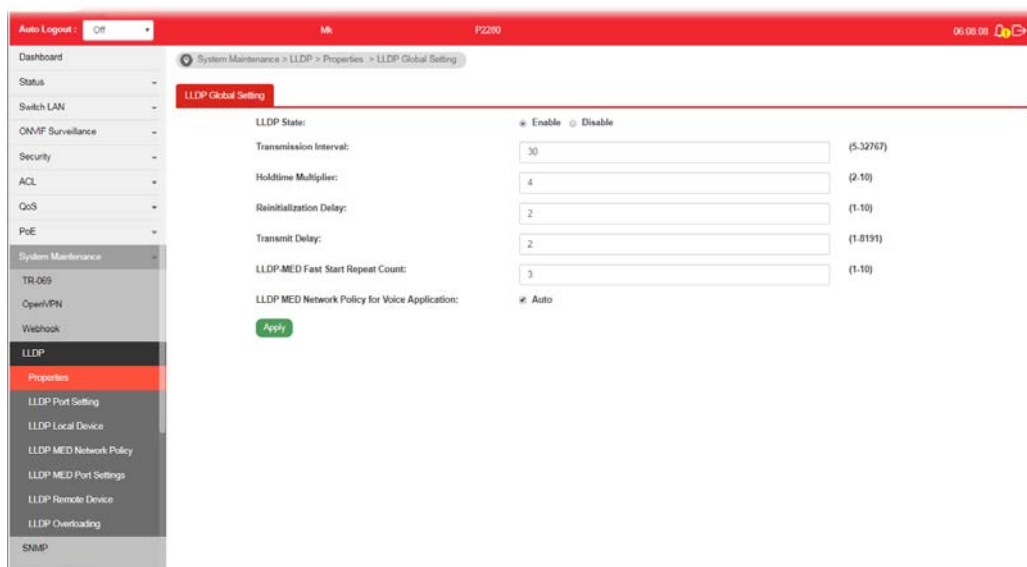 Auto Logout : Off Mk P2280 06:08:08
Dashboard
Status
Switch LAN
ONVIF Surveillance
Security
ACL
QoS
PoE
System Maintenance
TR-069
OpenVPN
Webhook
LLDP
Properties
LLDP Port Setting
LLDP Local Device
LLDP MED Network Policy
LLDP MED Port Settings
LLDP Remote Device
LLDP Overloading
SNMP
System Maintenance > LLDP > Properties > LLDP Global Setting
LLDP Global Setting
LLDP State: Enable Disable
Transmission Interval: 30 (5-32767)
Holdtime Multiplier: 4 (2-10)
Reinitialization Delay: 2 (1-10)
Transmit Delay: 2 (1-8191)
LLDP-MED Fast Start Repeat Count: 3 (1-10)
LLDP MED Network Policy for Voice Application: Auto
Apply